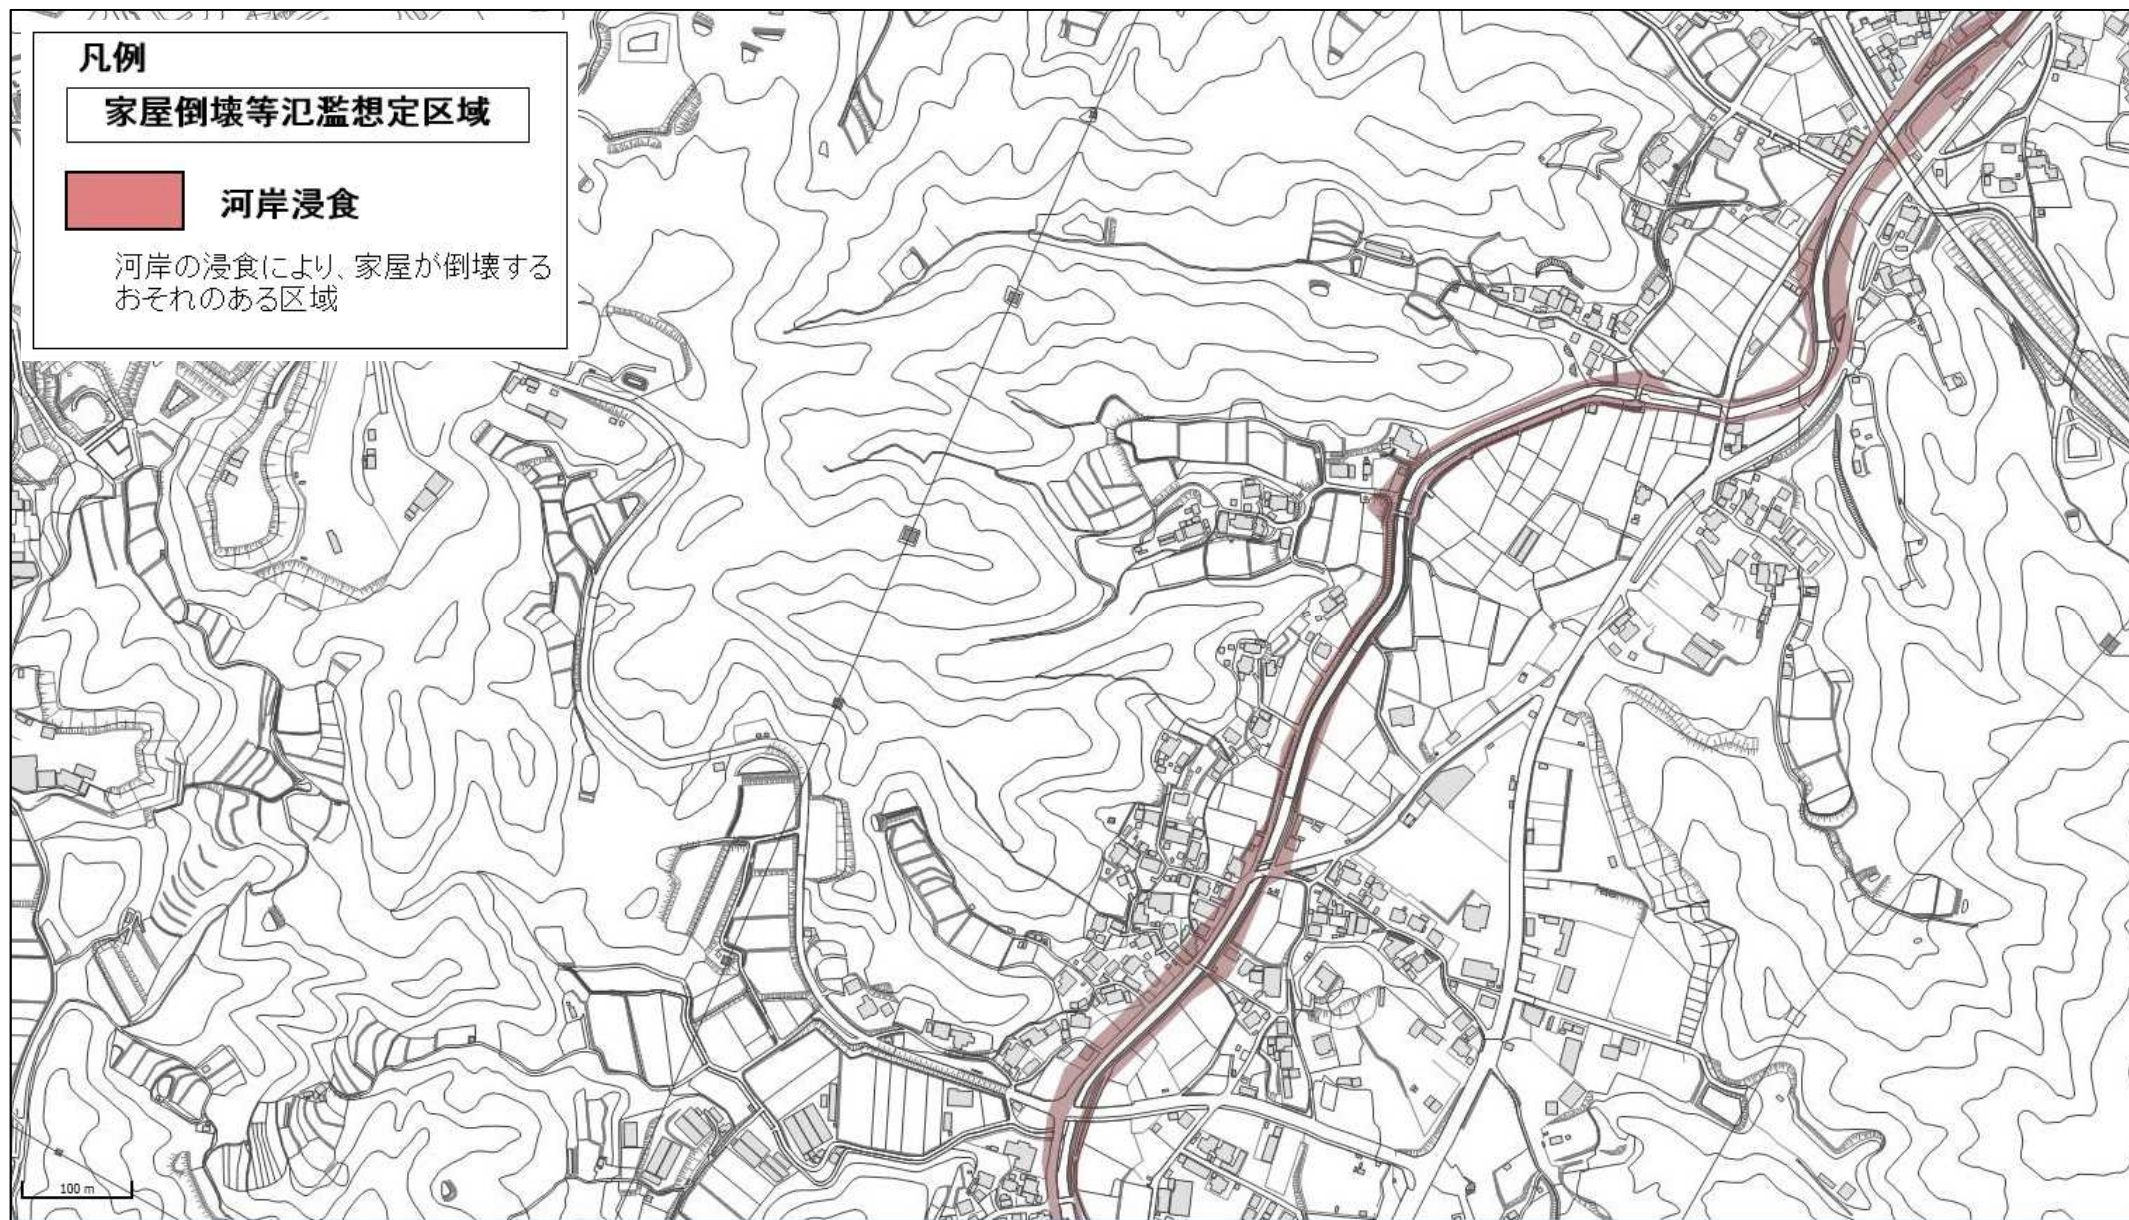 凡例
家屋倒壊等氾濫想定区域
河岸浸食
河岸の浸食により、家屋が倒壊する
おそれのある区域
100 m